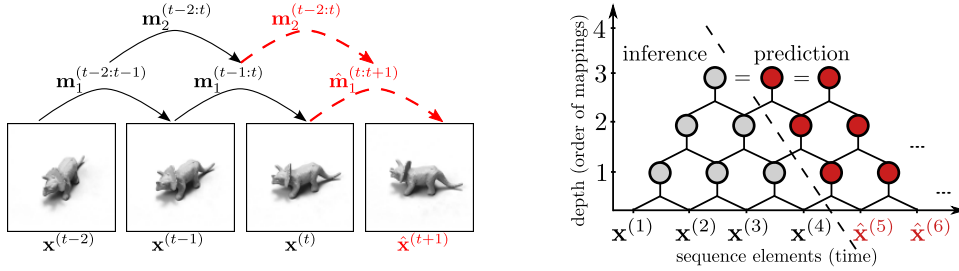 m₂^(t−2:t) m₂^(t−2:t)
m₁^(t−2:t−1) m₁^(t−1:t) m̂₁^(t:t+1)
x^(t−2) x^(t−1) x^(t) x̂^(t+1)
depth (order of mappings)
inference prediction
3 = =
2
...
1
...
x^(1) x^(2) x^(3) x^(4) x̂^(5) x̂^(6)
sequence elements (time)